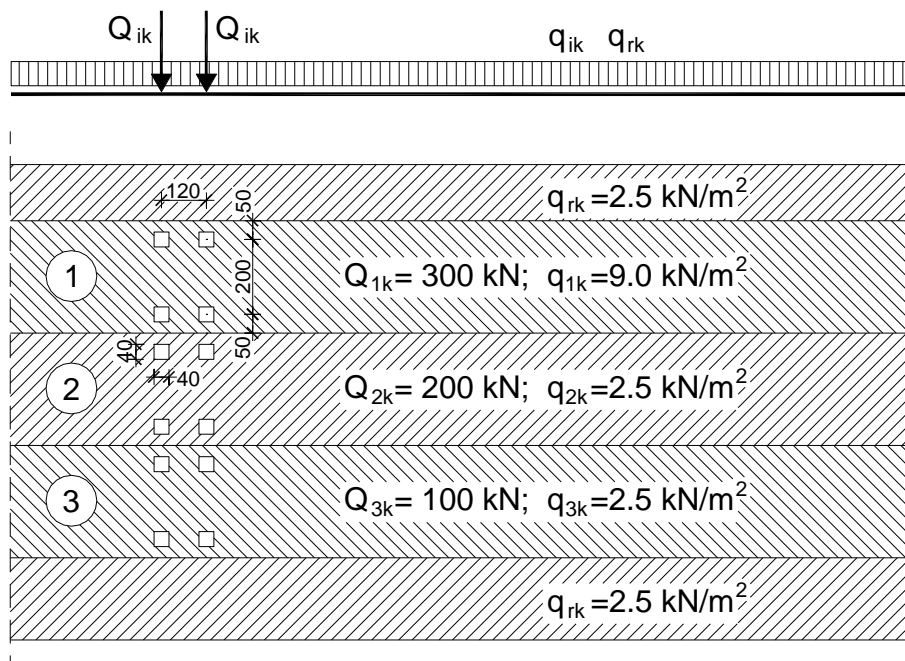 Q ik Q ik q ik q rk
120 50
q rk =2.5 kN/m²
1 200 Q 1k = 300 kN; q 1k =9.0 kN/m²
50
40
40
2 Q 2k = 200 kN; q 2k =2.5 kN/m²
3 Q 3k = 100 kN; q 3k =2.5 kN/m²
q rk =2.5 kN/m²